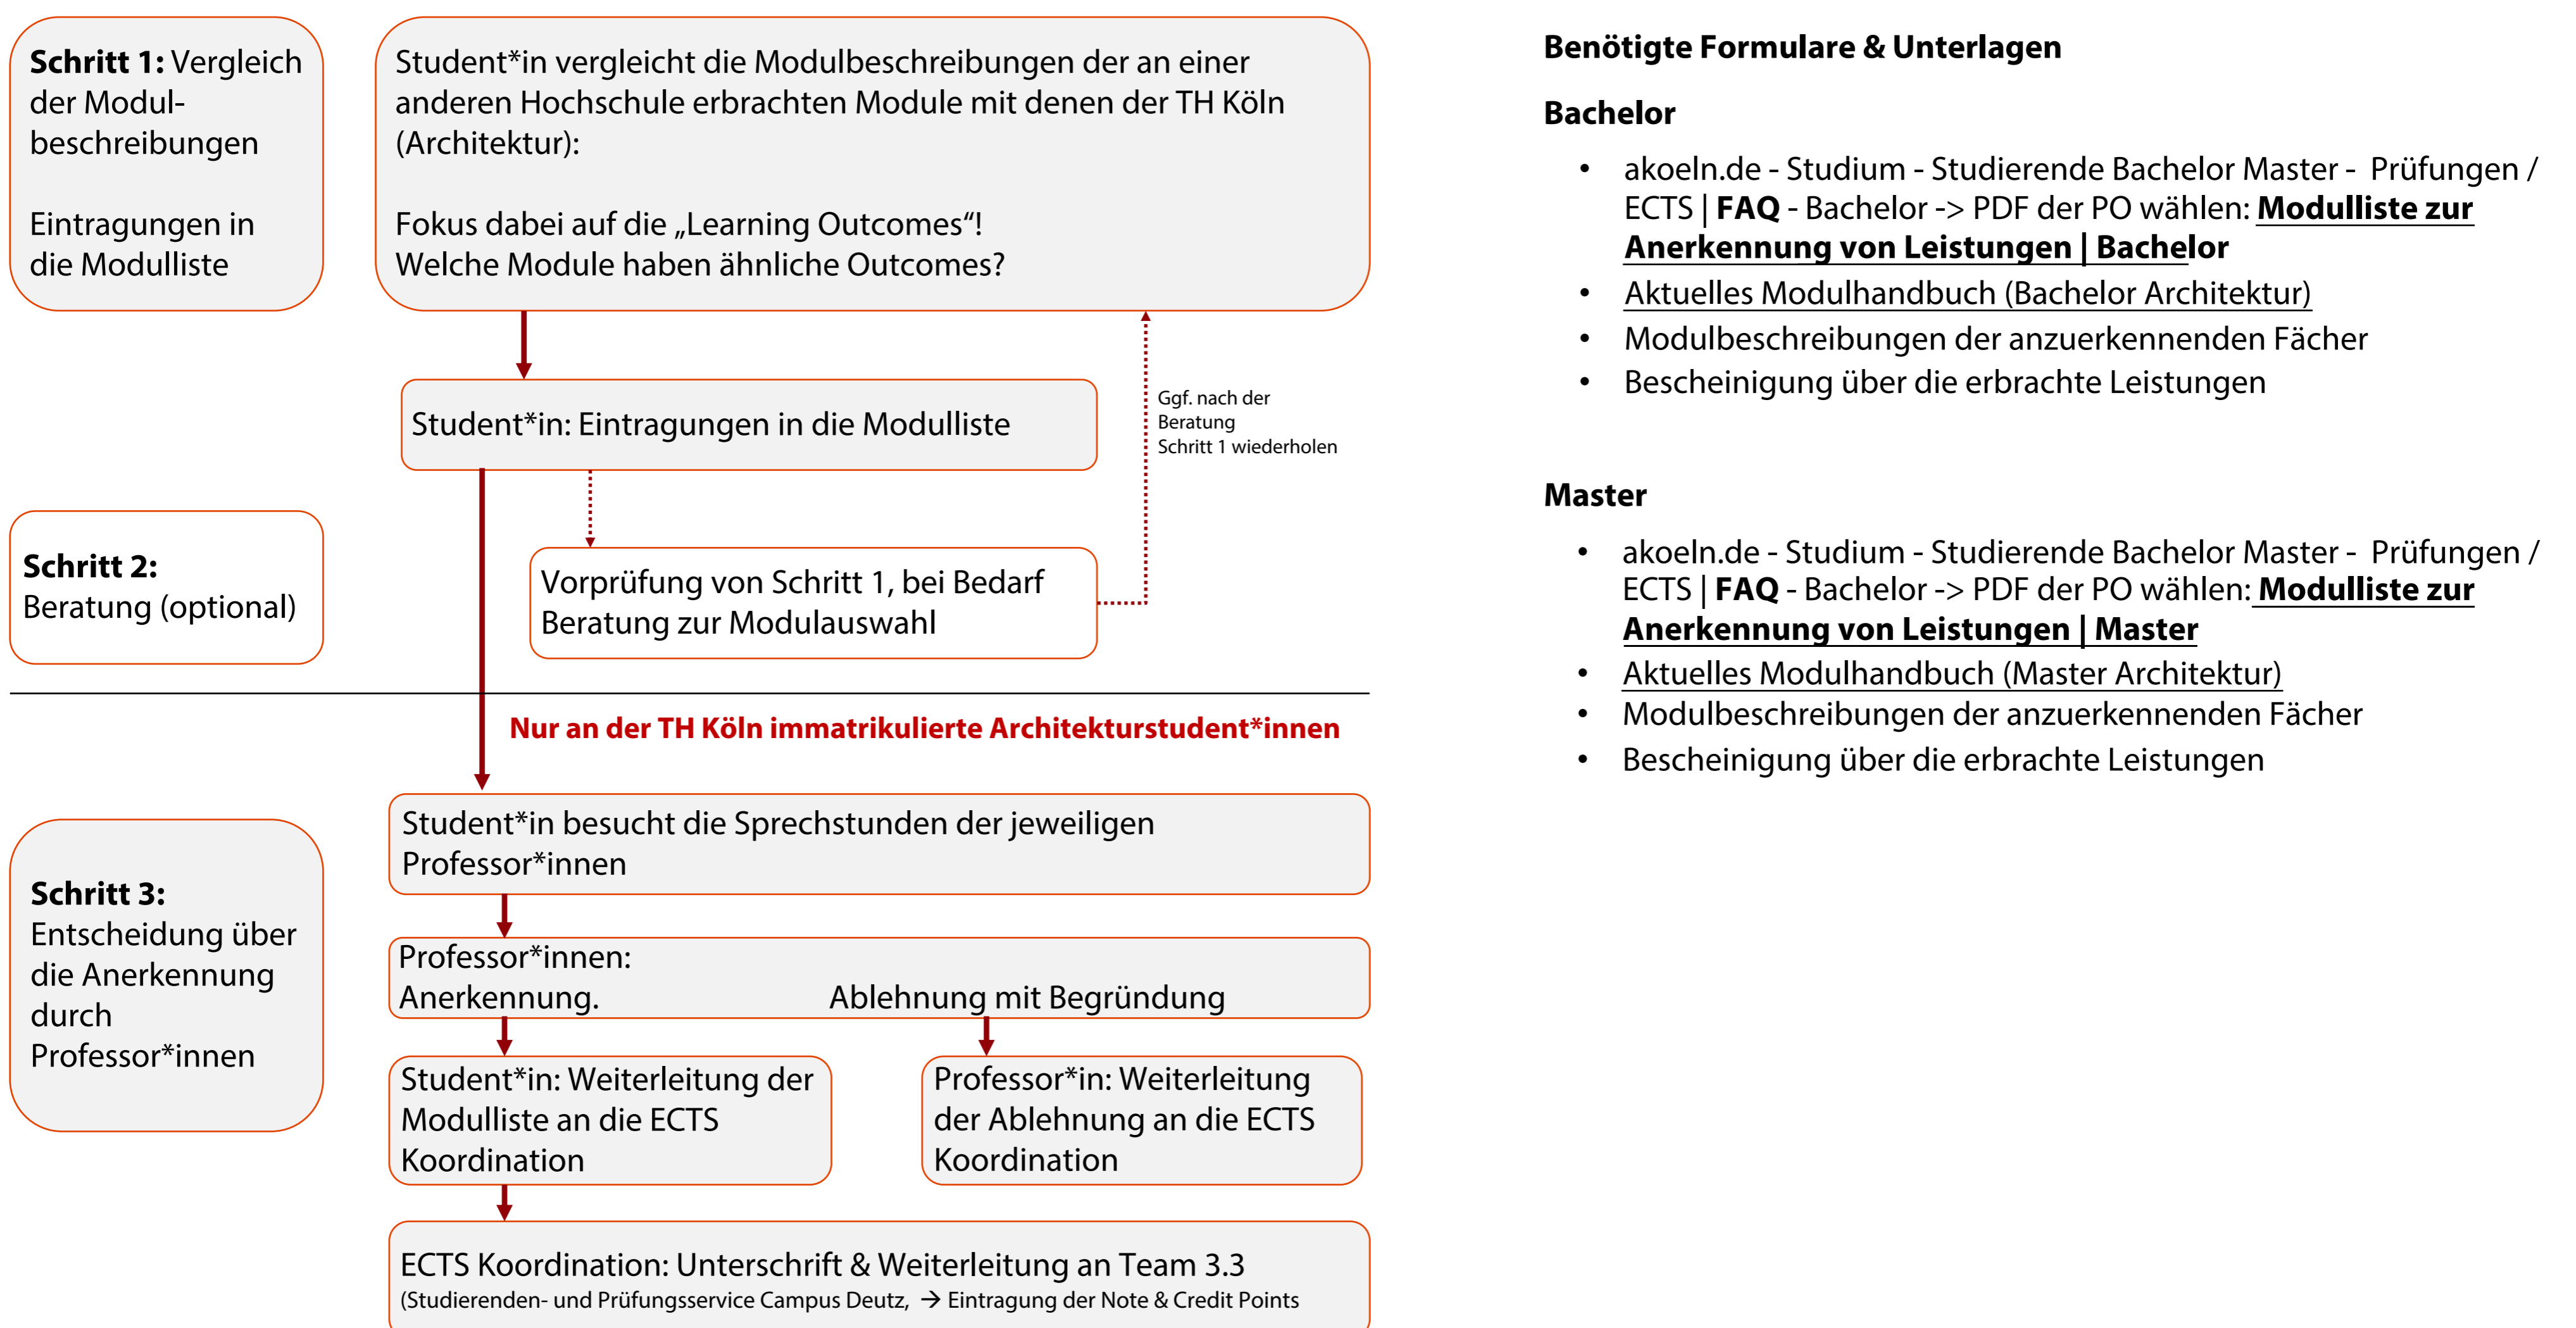 Schritt 1: Vergleich
der Modul-
beschreibungen
Eintragungen in
die Modulliste
Student*in vergleicht die Modulbeschreibungen der an einer
anderen Hochschule erbrachten Module mit denen der TH Köln
(Architektur):
Fokus dabei auf die „Learning Outcomes“!
Welche Module haben ähnliche Outcomes?
Student*in: Eintragungen in die Modulliste
Ggf. nach der
Beratung
Schritt 1 wiederholen
Schritt 2:
Beratung (optional)
Vorprüfung von Schritt 1, bei Bedarf
Beratung zur Modulauswahl
Nur an der TH Köln immatrikulierte Architekturstudent*innen
Schritt 3:
Entscheidung über
die Anerkennung
durch
Professor*innen
Student*in besucht die Sprechstunden der jeweiligen
Professor*innen
Professor*innen:
Anerkennung. Ablehnung mit Begründung
Student*in: Weiterleitung der
Modulliste an die ECTS
Koordination
Professor*in: Weiterleitung
der Ablehnung an die ECTS
Koordination
ECTS Koordination: Unterschrift & Weiterleitung an Team 3.3
(Studierenden- und Prüfungsservice Campus Deutz, → Eintragung der Note & Credit Points
Benötigte Formulare & Unterlagen
Bachelor
• akoeln.de - Studium - Studierende Bachelor Master - Prüfungen /
ECTS | FAQ - Bachelor -> PDF der PO wählen: Modulliste zur
Anerkennung von Leistungen | Bachelor
• Aktuelles Modulhandbuch (Bachelor Architektur)
• Modulbeschreibungen der anzuerkennenden Fächer
• Bescheinigung über die erbrachte Leistungen
Master
• akoeln.de - Studium - Studierende Bachelor Master - Prüfungen /
ECTS | FAQ - Bachelor -> PDF der PO wählen: Modulliste zur
Anerkennung von Leistungen | Master
• Aktuelles Modulhandbuch (Master Architektur)
• Modulbeschreibungen der anzuerkennenden Fächer
• Bescheinigung über die erbrachte Leistungen